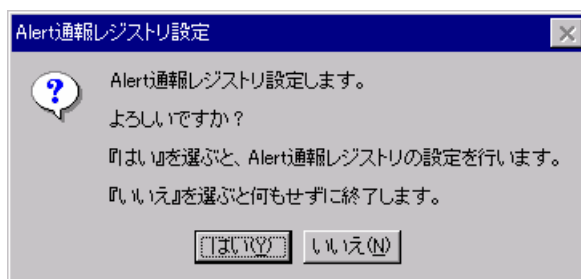 Alert通報レジストリ設定
Alert通報レジストリ設定します。
よろしいですか？
『はい』を選ぶと、Alert通報レジストリの設定を行います。
『いいえ』を選ぶと何もせずに終了します。
はい(Y) いいえ(N)